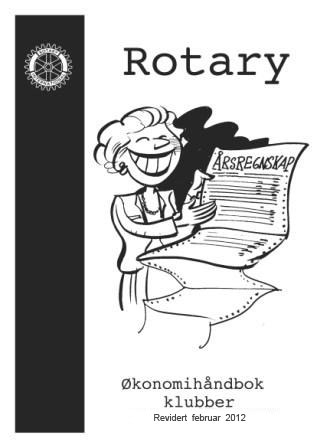 Rotary
ÅRSREGNSKAP
Økonomihåndbok
klubber
Revidert februar 2012